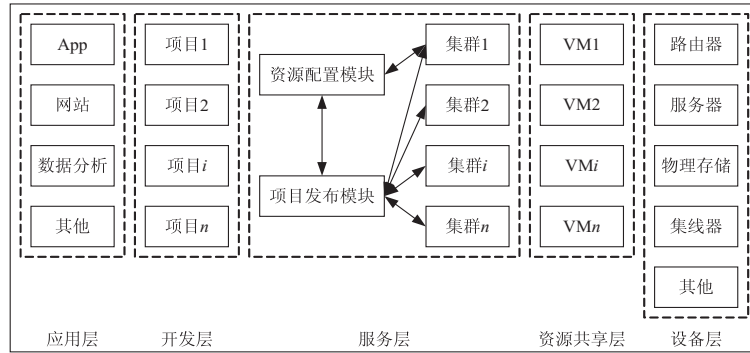 App
网站
数据分析
其他
应用层
项目1
项目2
项目i
项目n
开发层
资源配置模块
项目发布模块
集群1
集群2
集群i
集群n
服务层
VM1
VM2
VMi
VMn
资源共享层
路由器
服务器
物理存储
集线器
其他
设备层